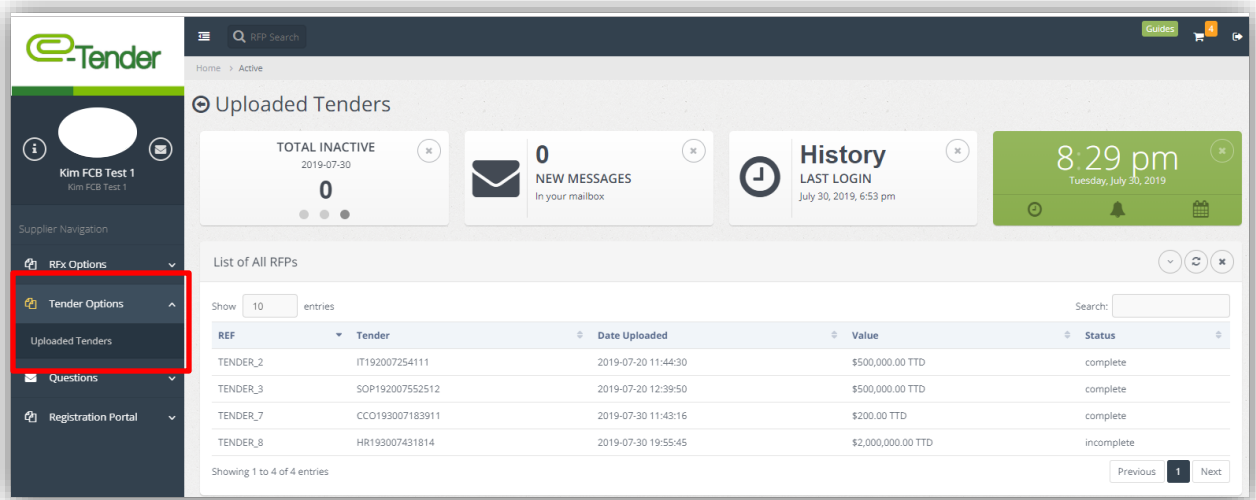 e-Tender
RFP Search
Guides
4
Home > Active
Uploaded Tenders
Kim FCB Test 1
Kim FCB Test 1
TOTAL INACTIVE
2019-07-30
0
0
NEW MESSAGES
In your mailbox
History
LAST LOGIN
July 30, 2019, 6:53 pm
8:29 pm
Tuesday, July 30, 2019
Supplier Navigation
RFx Options
Tender Options
Uploaded Tenders
Questions
Registration Portal
List of All RFPs
Show 10 entries Search:
REF Tender Date Uploaded Value Status
TENDER_2 IT192007254111 2019-07-20 11:44:30 $500,000.00 TTD complete
TENDER_3 SOP192007552512 2019-07-20 12:39:50 $500,000.00 TTD complete
TENDER_7 CCO193007183911 2019-07-30 11:43:16 $200.00 TTD complete
TENDER_8 HR193007431814 2019-07-30 19:55:45 $2,000,000.00 TTD incomplete
Showing 1 to 4 of 4 entries
Previous 1 Next